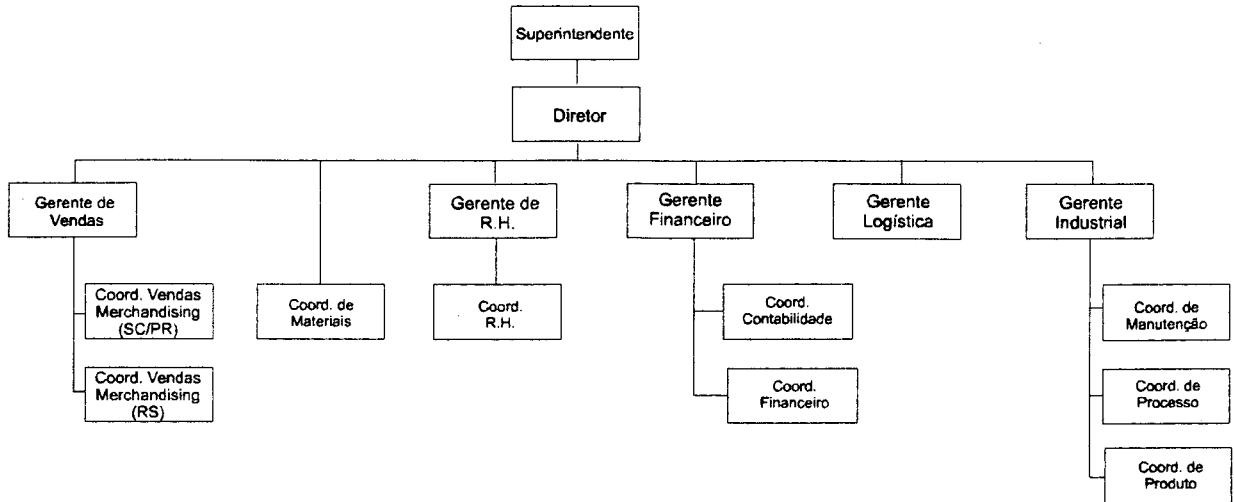 Superintendente
Diretor
Gerente de
Vendas
Gerente de
R.H.
Gerente
Financeiro
Gerente
Logística
Gerente
Industrial
Coord. Vendas
Merchandising
(SC/PR)
Coord. de
Materiais
Coord.
R.H.
Coord.
Contabilidade
Coord. de
Manutenção
Coord. Vendas
Merchandising
(RS)
Coord.
Financeiro
Coord. de
Processo
Coord. de
Produto